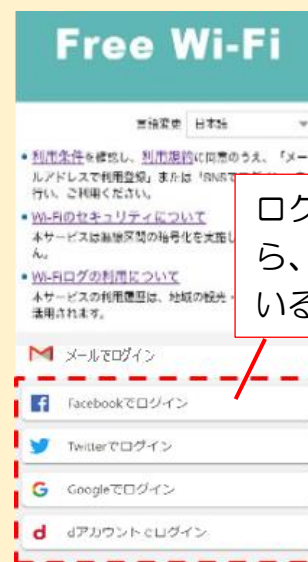 Free Wi-Fi
言語変更 日本語
利用条件を確認し、利用規約に同意のうえ、「メー
ルアドレスで利用登録」または「SNSで
行い、ご利用ください。
Wi-Fiのセキュリティについて
本サービスは無線区間の暗号化を実施し
ん。
Wi-Fiログの利用について
本サービスの利用履歴は、地域の観光・
活用されます。
ログ
ら、
いる
メールでログイン
Facebookでログイン
Twitterでログイン
Googleでログイン
dアカウントでログイン